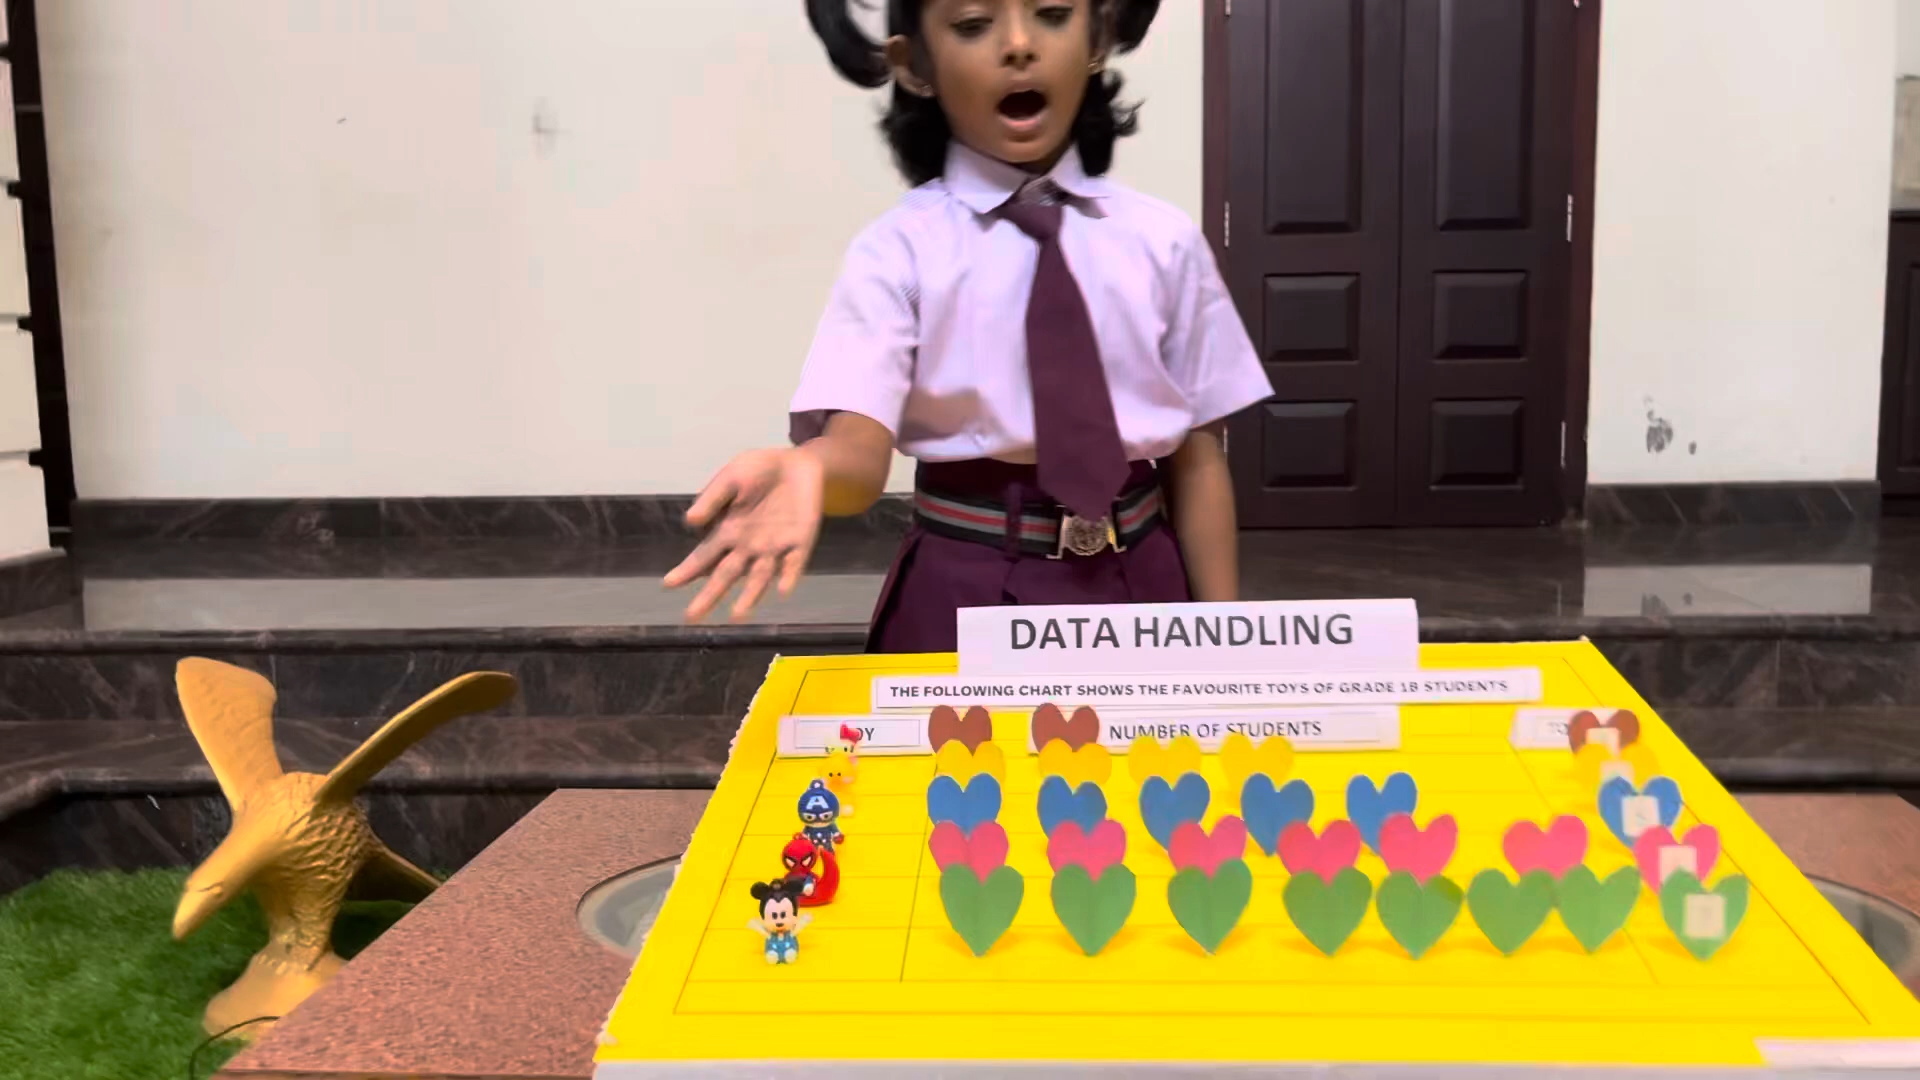 DATA HANDLING
THE FOLLOWING CHART SHOWS THE FAVOURITE TOYS OF GRADE 1B STUDENTS
NUMBER OF STUDENTS
A